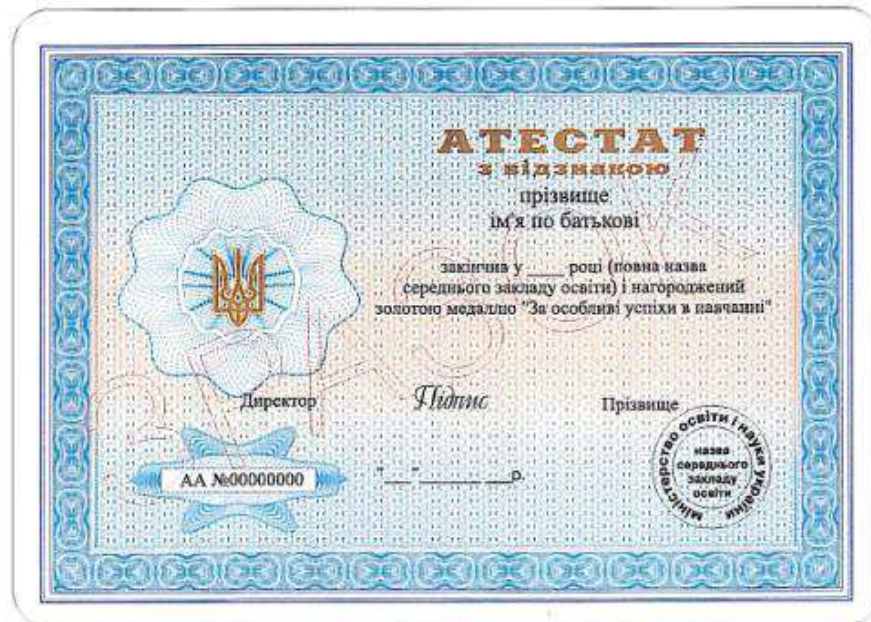 АТЕСТАТ
з відзнакою
прізвище
ім'я по батькові
закінчив у ____ році (повна назва
середнього закладу освіти) і нагороджений
золотою медаллю "За особливі успіхи в навчанні"
Директор Підпис Прізвище
АА №00000000 "___" ________ ___р.
міністерство освіти і науки україни
назва
середнього
закладу
освіти
ЗРАЗОК